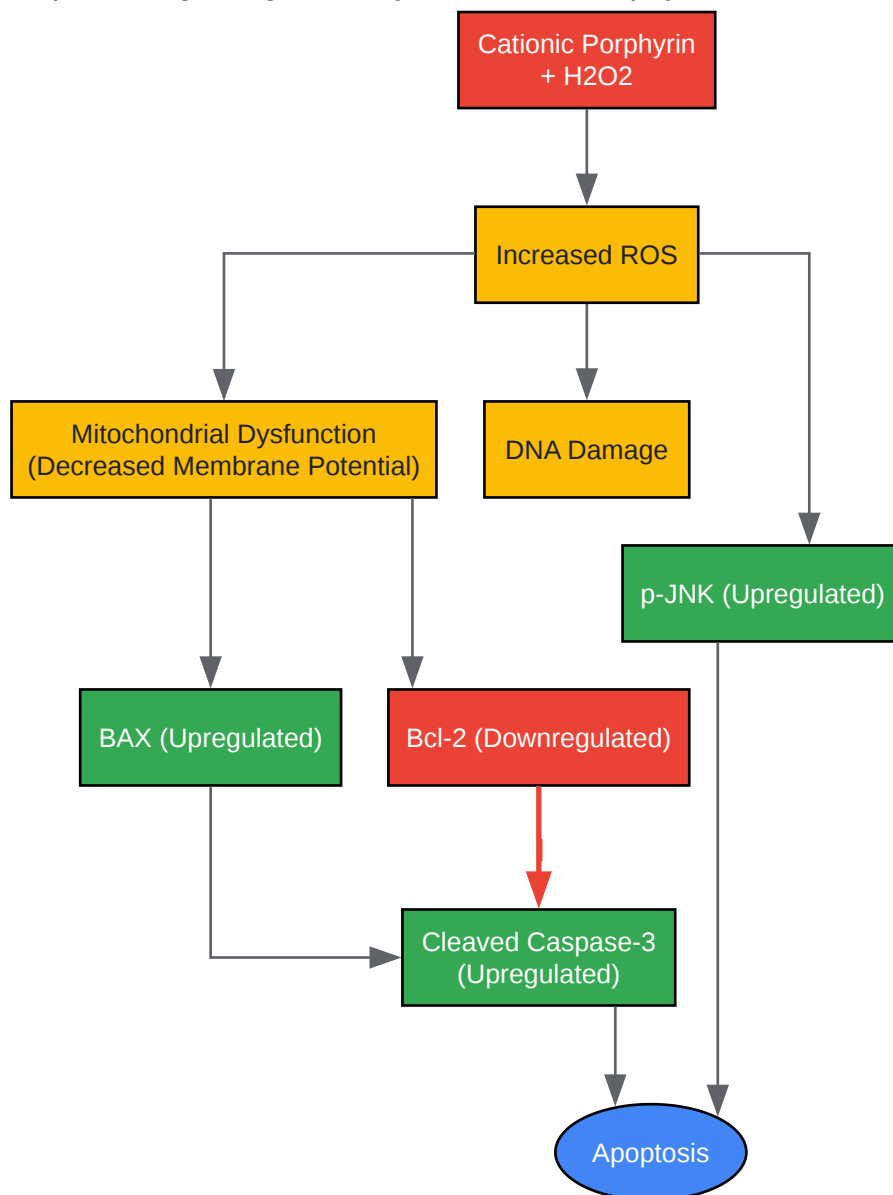 Cationic Porphyrin
+ H2O2
Increased ROS
Mitochondrial Dysfunction
(Decreased Membrane Potential)
DNA Damage
p-JNK (Upregulated)
BAX (Upregulated)
Bcl-2 (Downregulated)
Cleaved Caspase-3
(Upregulated)
Apoptosis